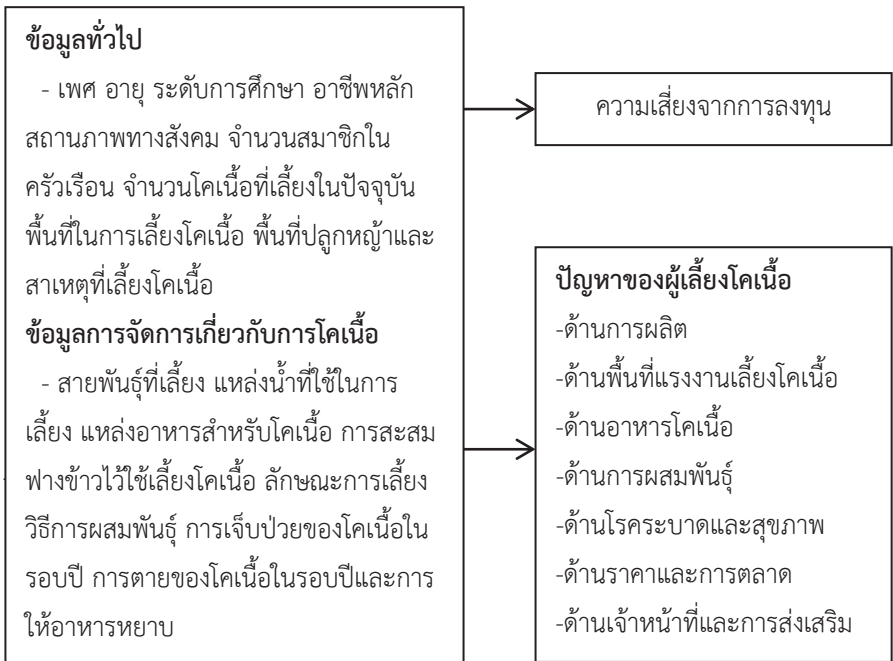 ข้อมูลทั่วไป
- เพศ อายุ ระดับการศึกษา อาชีพหลัก
สถานภาพทางสังคม จำนวนสมาชิกใน
ครัวเรือน จำนวนโคเนื้อที่เลี้ยงในปัจจุบัน
พื้นที่ในการเลี้ยงโคเนื้อ พื้นที่ปลูกหญ้าและ
สาเหตุที่เลี้ยงโคเนื้อ
ข้อมูลการจัดการเกี่ยวกับการโคเนื้อ
- สายพันธุ์ที่เลี้ยง แหล่งน้ำที่ใช้ในการ
เลี้ยง แหล่งอาหารสำหรับโคเนื้อ การสะสม
ฟางข้าวไว้ใช้เลี้ยงโคเนื้อ ลักษณะการเลี้ยง
วิธีการผสมพันธุ์ การเจ็บป่วยของโคเนื้อใน
รอบปี การตายของโคเนื้อในรอบปีและการ
ให้อาหารหยาบ
ความเสี่ยงจากการลงทุน
ปัญหาของผู้เลี้ยงโคเนื้อ
-ด้านการผลิต
-ด้านพื้นที่แรงงานเลี้ยงโคเนื้อ
-ด้านอาหารโคเนื้อ
-ด้านการผสมพันธุ์
-ด้านโรคระบาดและสุขภาพ
-ด้านราคาและการตลาด
-ด้านเจ้าหน้าที่และการส่งเสริม